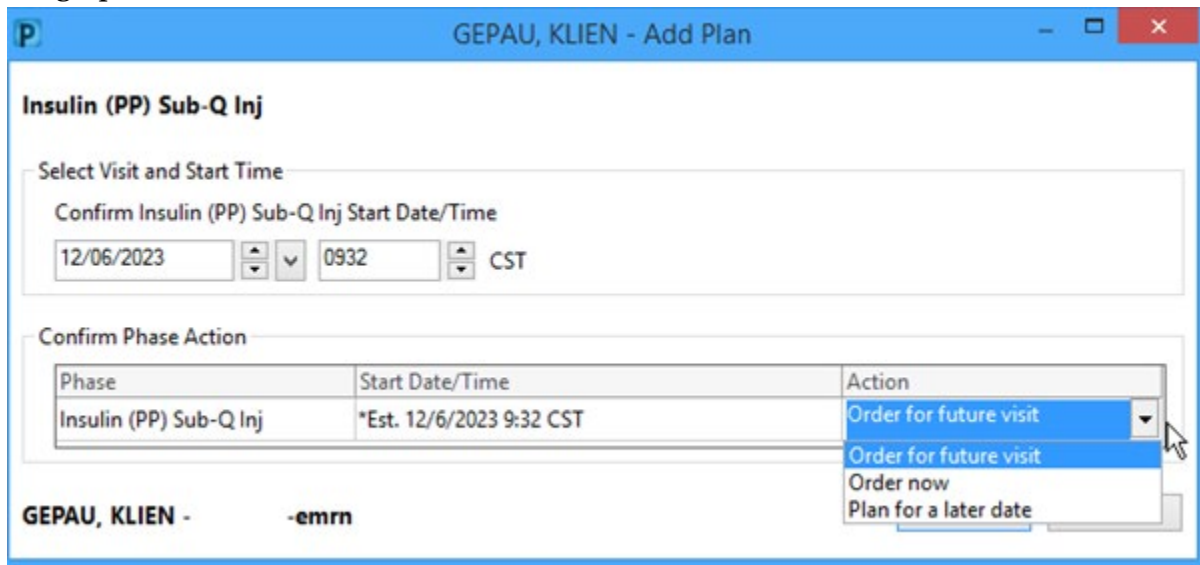 P GEPAU, KLIEN - Add Plan
Insulin (PP) Sub-Q Inj
Select Visit and Start Time
Confirm Insulin (PP) Sub-Q Inj Start Date/Time
12/06/2023 0932 CST
Confirm Phase Action
Phase Start Date/Time Action
Insulin (PP) Sub-Q Inj *Est. 12/6/2023 9:32 CST Order for future visit
Order for future visit
Order now
Plan for a later date
GEPAU, KLIEN - -emrn